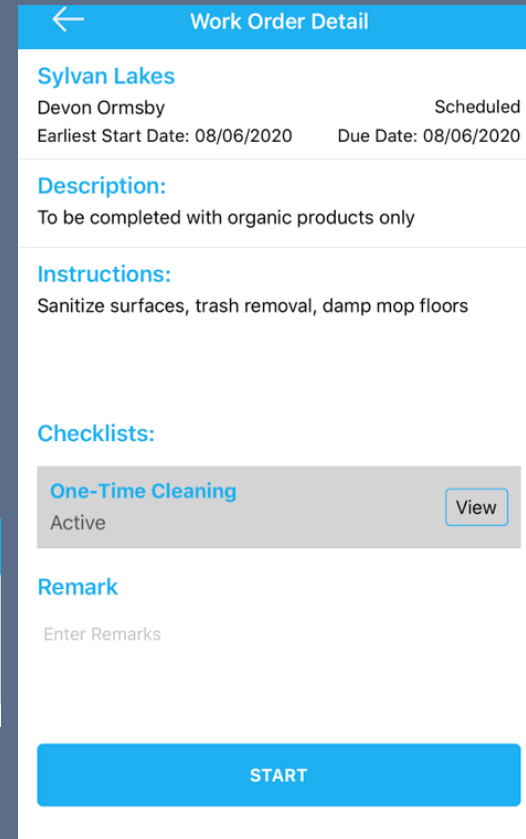 Work Order Detail
Sylvan Lakes
Devon Ormsby Scheduled
Earliest Start Date: 08/06/2020 Due Date: 08/06/2020
Description:
To be completed with organic products only
Instructions:
Sanitize surfaces, trash removal, damp mop floors
Checklists:
One-Time Cleaning
View
Active
Remark
Enter Remarks
START